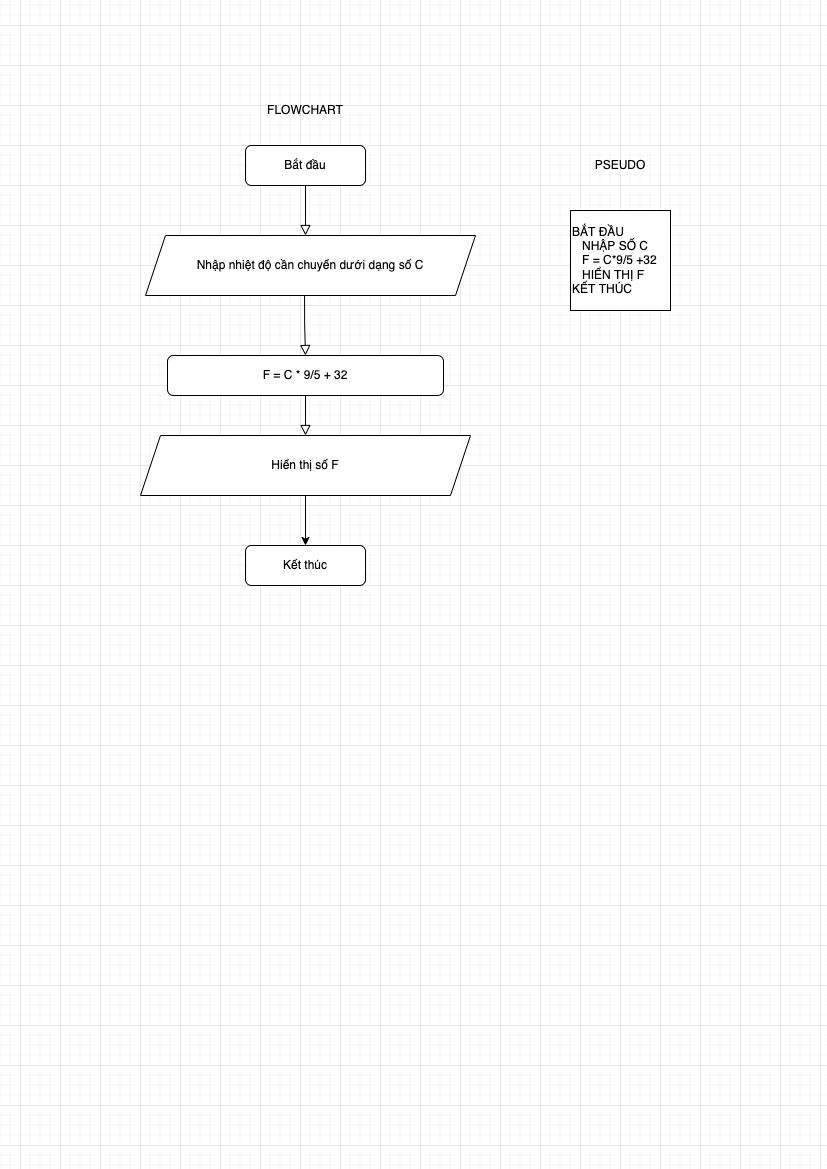 FLOWCHART
Bắt đầu
Nhập nhiệt độ cần chuyển dưới dạng số C
F = C * 9/5 + 32
Hiển thị số F
Kết thúc
PSEUDO
BẮT ĐẦU
NHẬP SỐ C
F = C*9/5 +32
HIỂN THỊ F
KẾT THÚC